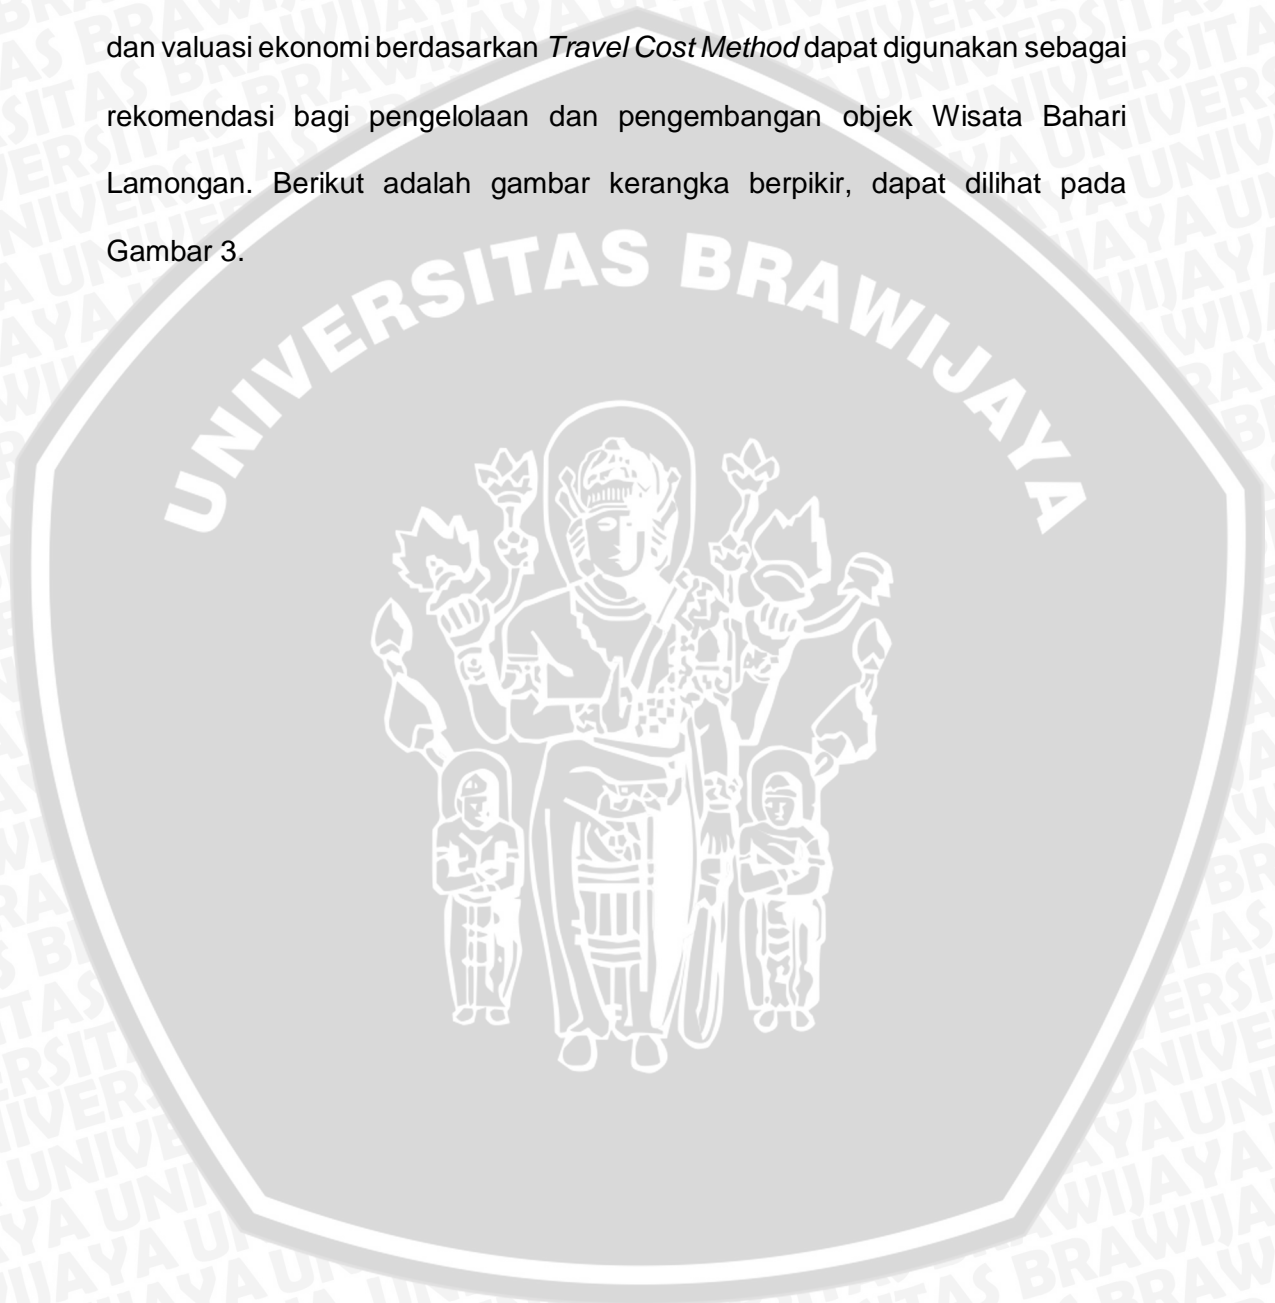 dan valuasi ekonomi berdasarkan Travel Cost Method dapat digunakan sebagai
rekomendasi bagi pengelolaan dan pengembangan objek Wisata Bahari
Lamongan. Berikut adalah gambar kerangka berpikir, dapat dilihat pada
Gambar 3.
UNIVERSITAS BRAWIJAYA